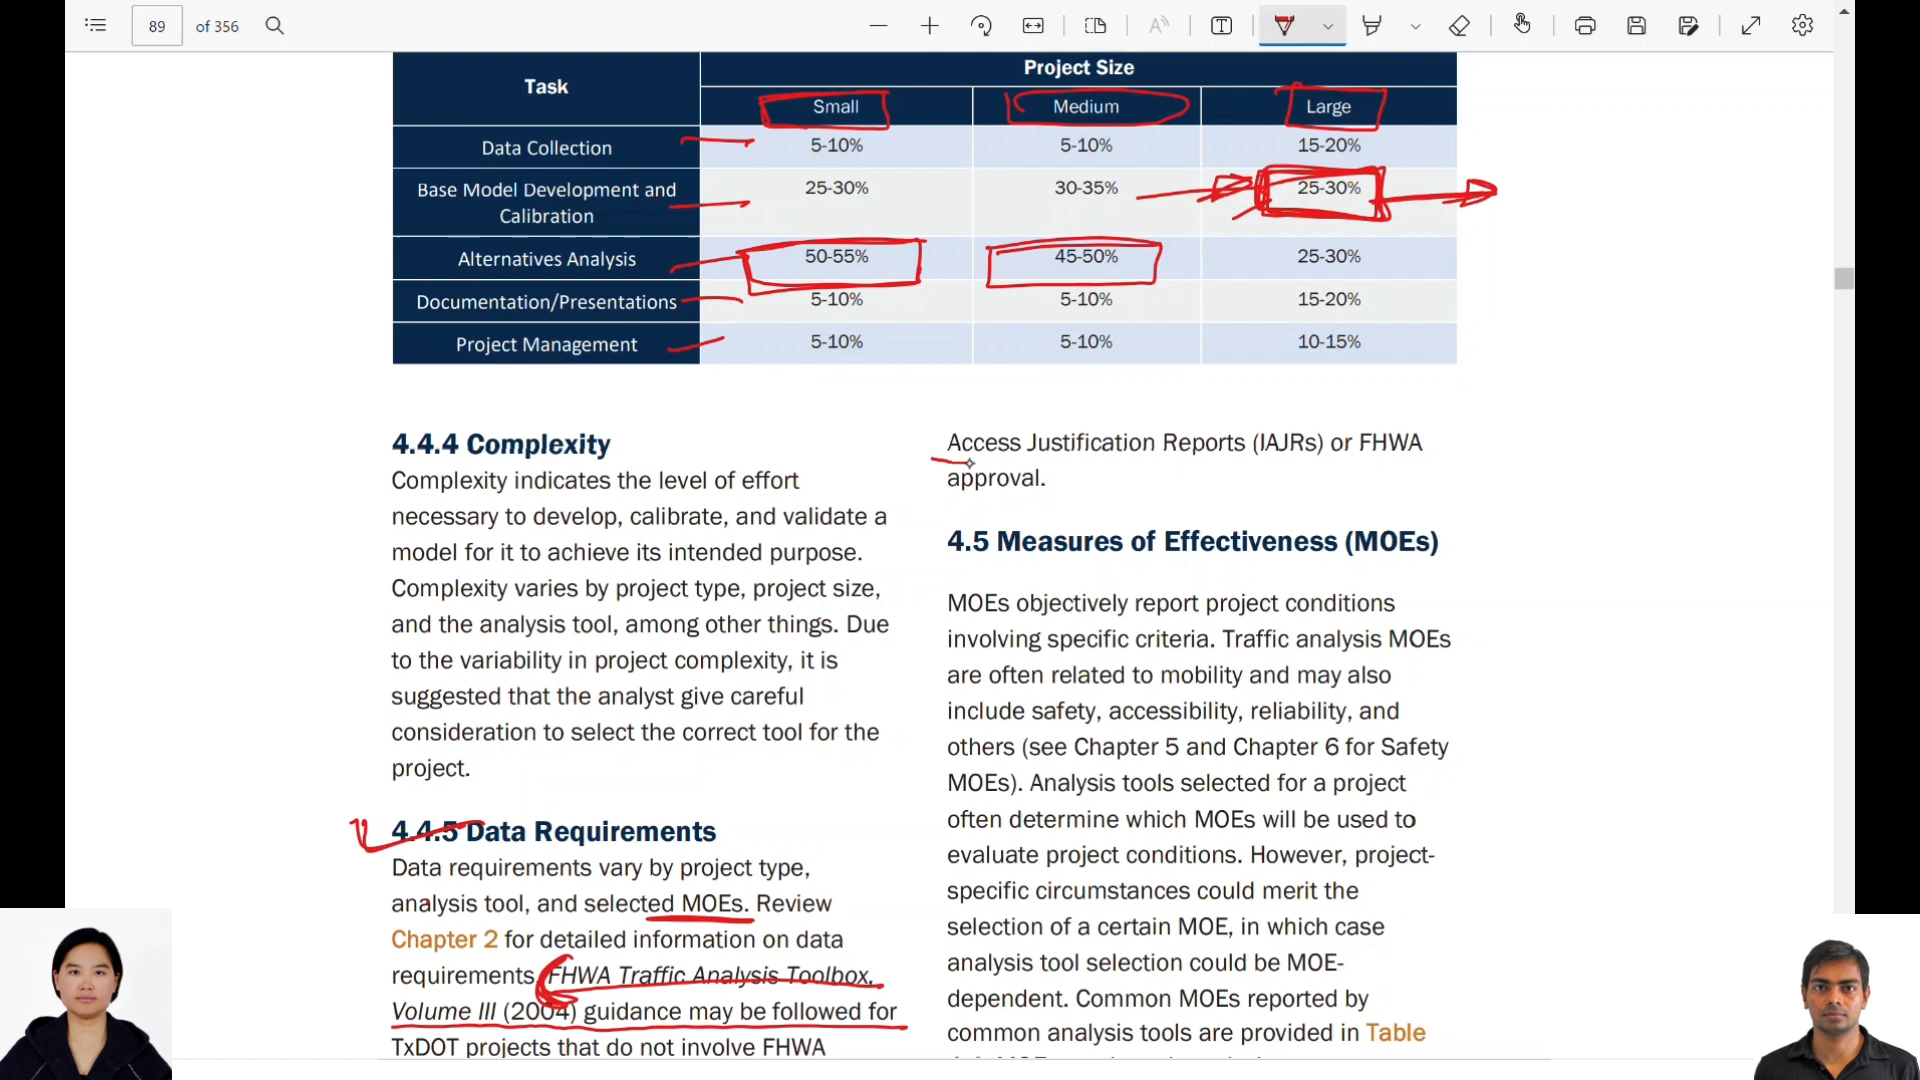 89 of 356
Task Project Size
Small Medium Large
Data Collection 5-10% 5-10% 15-20%
Base Model Development and
Calibration 25-30% 30-35% 25-30%
Alternatives Analysis 50-55% 45-50% 25-30%
Documentation/Presentations 5-10% 5-10% 15-20%
Project Management 5-10% 5-10% 10-15%
4.4.4 Complexity
Complexity indicates the level of effort
necessary to develop, calibrate, and validate a
model for it to achieve its intended purpose.
Complexity varies by project type, project size,
and the analysis tool, among other things. Due
to the variability in project complexity, it is
suggested that the analyst give careful
consideration to select the correct tool for the
project.
4.4.5 Data Requirements
Data requirements vary by project type,
analysis tool, and selected MOEs. Review
Chapter 2 for detailed information on data
requirements. FHWA Traffic Analysis Toolbox,
Volume III (2004) guidance may be followed for
TxDOT projects that do not involve FHWA
Access Justification Reports (IAJRs) or FHWA
approval.
4.5 Measures of Effectiveness (MOEs)
MOEs objectively report project conditions
involving specific criteria. Traffic analysis MOEs
are often related to mobility and may also
include safety, accessibility, reliability, and
others (see Chapter 5 and Chapter 6 for Safety
MOEs). Analysis tools selected for a project
often determine which MOEs will be used to
evaluate project conditions. However, project-
specific circumstances could merit the
selection of a certain MOE, in which case
analysis tool selection could be MOE-
dependent. Common MOEs reported by
common analysis tools are provided in Table